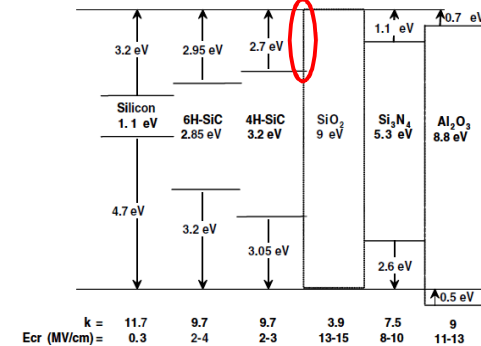 0.7 eV
1.1 eV
3.2 eV 2.95 eV 2.7 eV
Silicon
1.1 eV
6H-SiC 4H-SiC SiO2 Si3N4 Al2O3
2.85 eV 3.2 eV 9 eV 5.3 eV 8.8 eV
4.7 eV
3.2 eV
3.05 eV
2.6 eV
0.5 eV
k = 11.7 9.7 9.7 3.9 7.5 9
Ecr (MV/cm)= 0.3 2-4 2-3 13-15 8-10 11-13